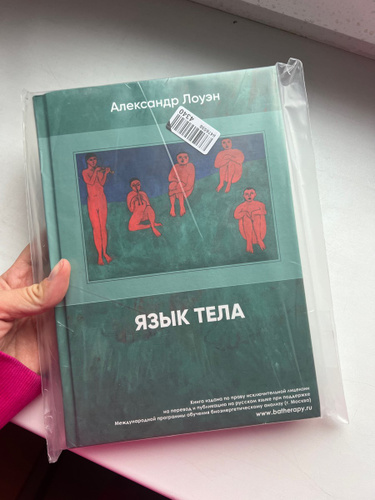 Александр Лоуэн
4340
ЯЗЫК ТЕЛА
Книга издана по праву исключительной лицензии
на перевод и публикацию на русском языке при поддержке
Международной программы обучения биоэнергетическому анализу (г. Москва)
www.batherapy.ru